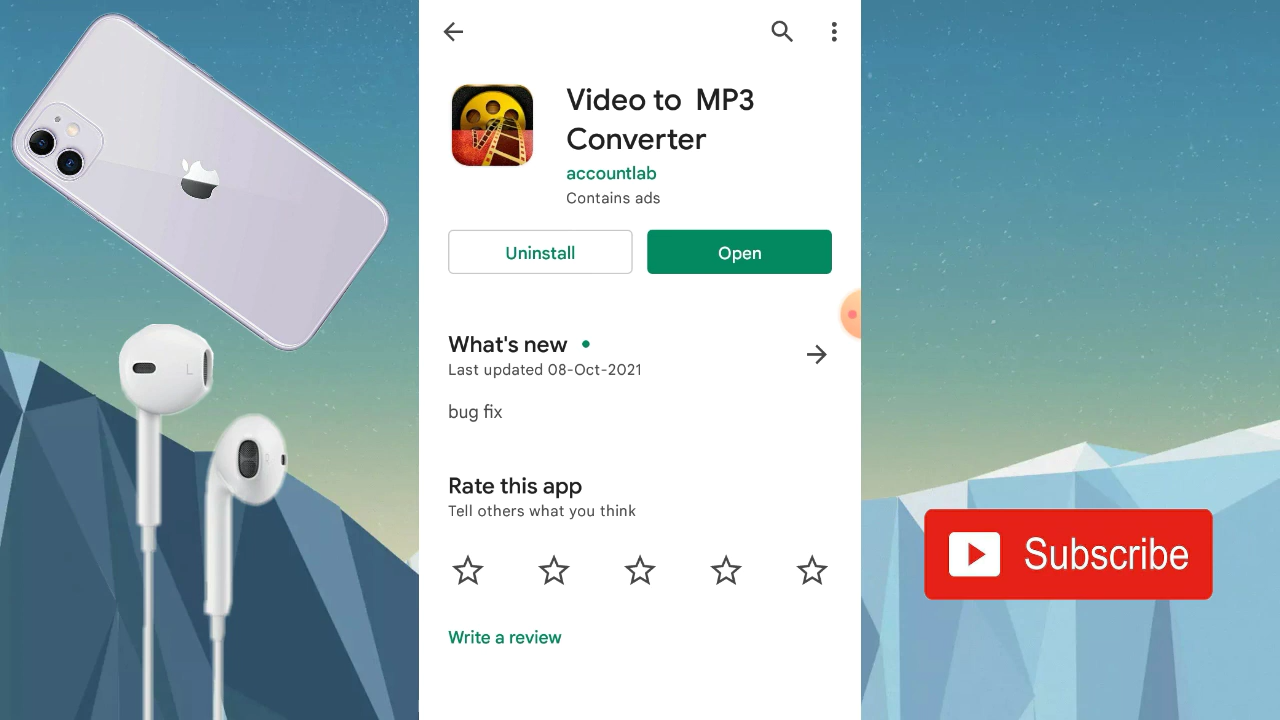 Video to MP3
Converter
accountlab
Contains ads
Uninstall
Open
What's new
Last updated 08-Oct-2021
bug fix
Rate this app
Tell others what you think
Write a review
L
Subscribe